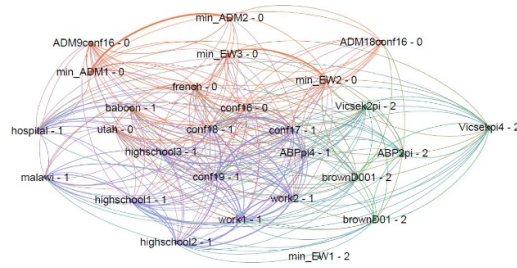 min_ADM2 - 0
ADM9conf16 - 0
ADM18conf16 - 0
min_EW3 - 0
min_ADM1 - 0
min_EW2 - 0
french - 0
baboon - 1
conf16 - 0
Vicsek2pi - 2
hospital - 1
utah - 0
conf18 - 1
conf17 - 1
Vicsekpi4 - 2
highschool3 - 1
ABPpi4 - 1
ABP2pi - 2
malawi - 1
conf19 - 1
brownD001 - 2
highschool1 - 1
work2 - 1
work1 - 1
brownD01 - 2
highschool2 - 1
min_EW1 - 2